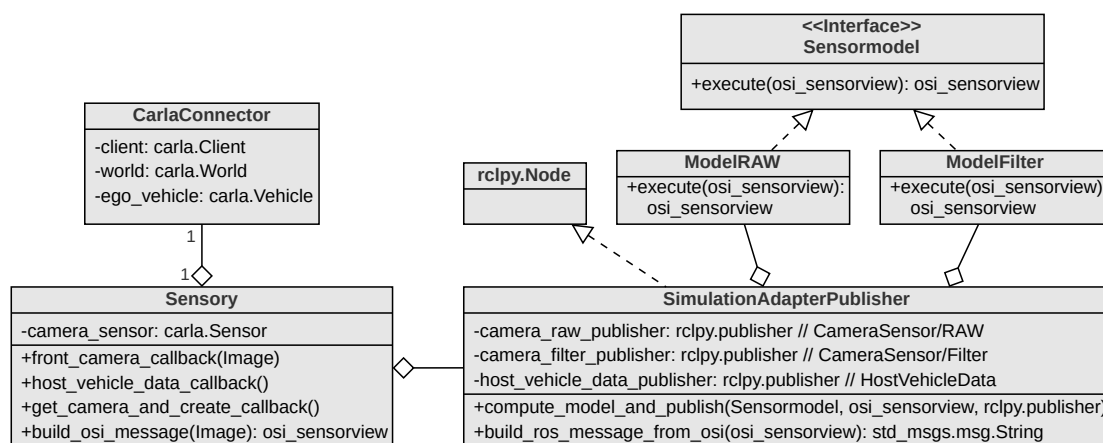 <<Interface>>
Sensormodel
+execute(osi_sensorview): osi_sensorview
CarlaConnector
-client: carla.Client
-world: carla.World
-ego_vehicle: carla.Vehicle
rclpy.Node
ModelRAW
+execute(osi_sensorview):
osi_sensorview
ModelFilter
+execute(osi_sensorview)
osi_sensorview
1
1
Sensory
-camera_sensor: carla.Sensor
+front_camera_callback(Image)
+host_vehicle_data_callback()
+get_camera_and_create_callback()
+build_osi_message(Image): osi_sensorview
SimulationAdapterPublisher
-camera_raw_publisher: rclpy.publisher // CameraSensor/RAW
-camera_filter_publisher: rclpy.publisher // CameraSensor/Filter
-host_vehicle_data_publisher: rclpy.publisher // HostVehicleData
+compute_model_and_publish(Sensormodel, osi_sensorview, rclpy.publisher)
+build_ros_message_from_osi(osi_sensorview): std_msgs.msg.String